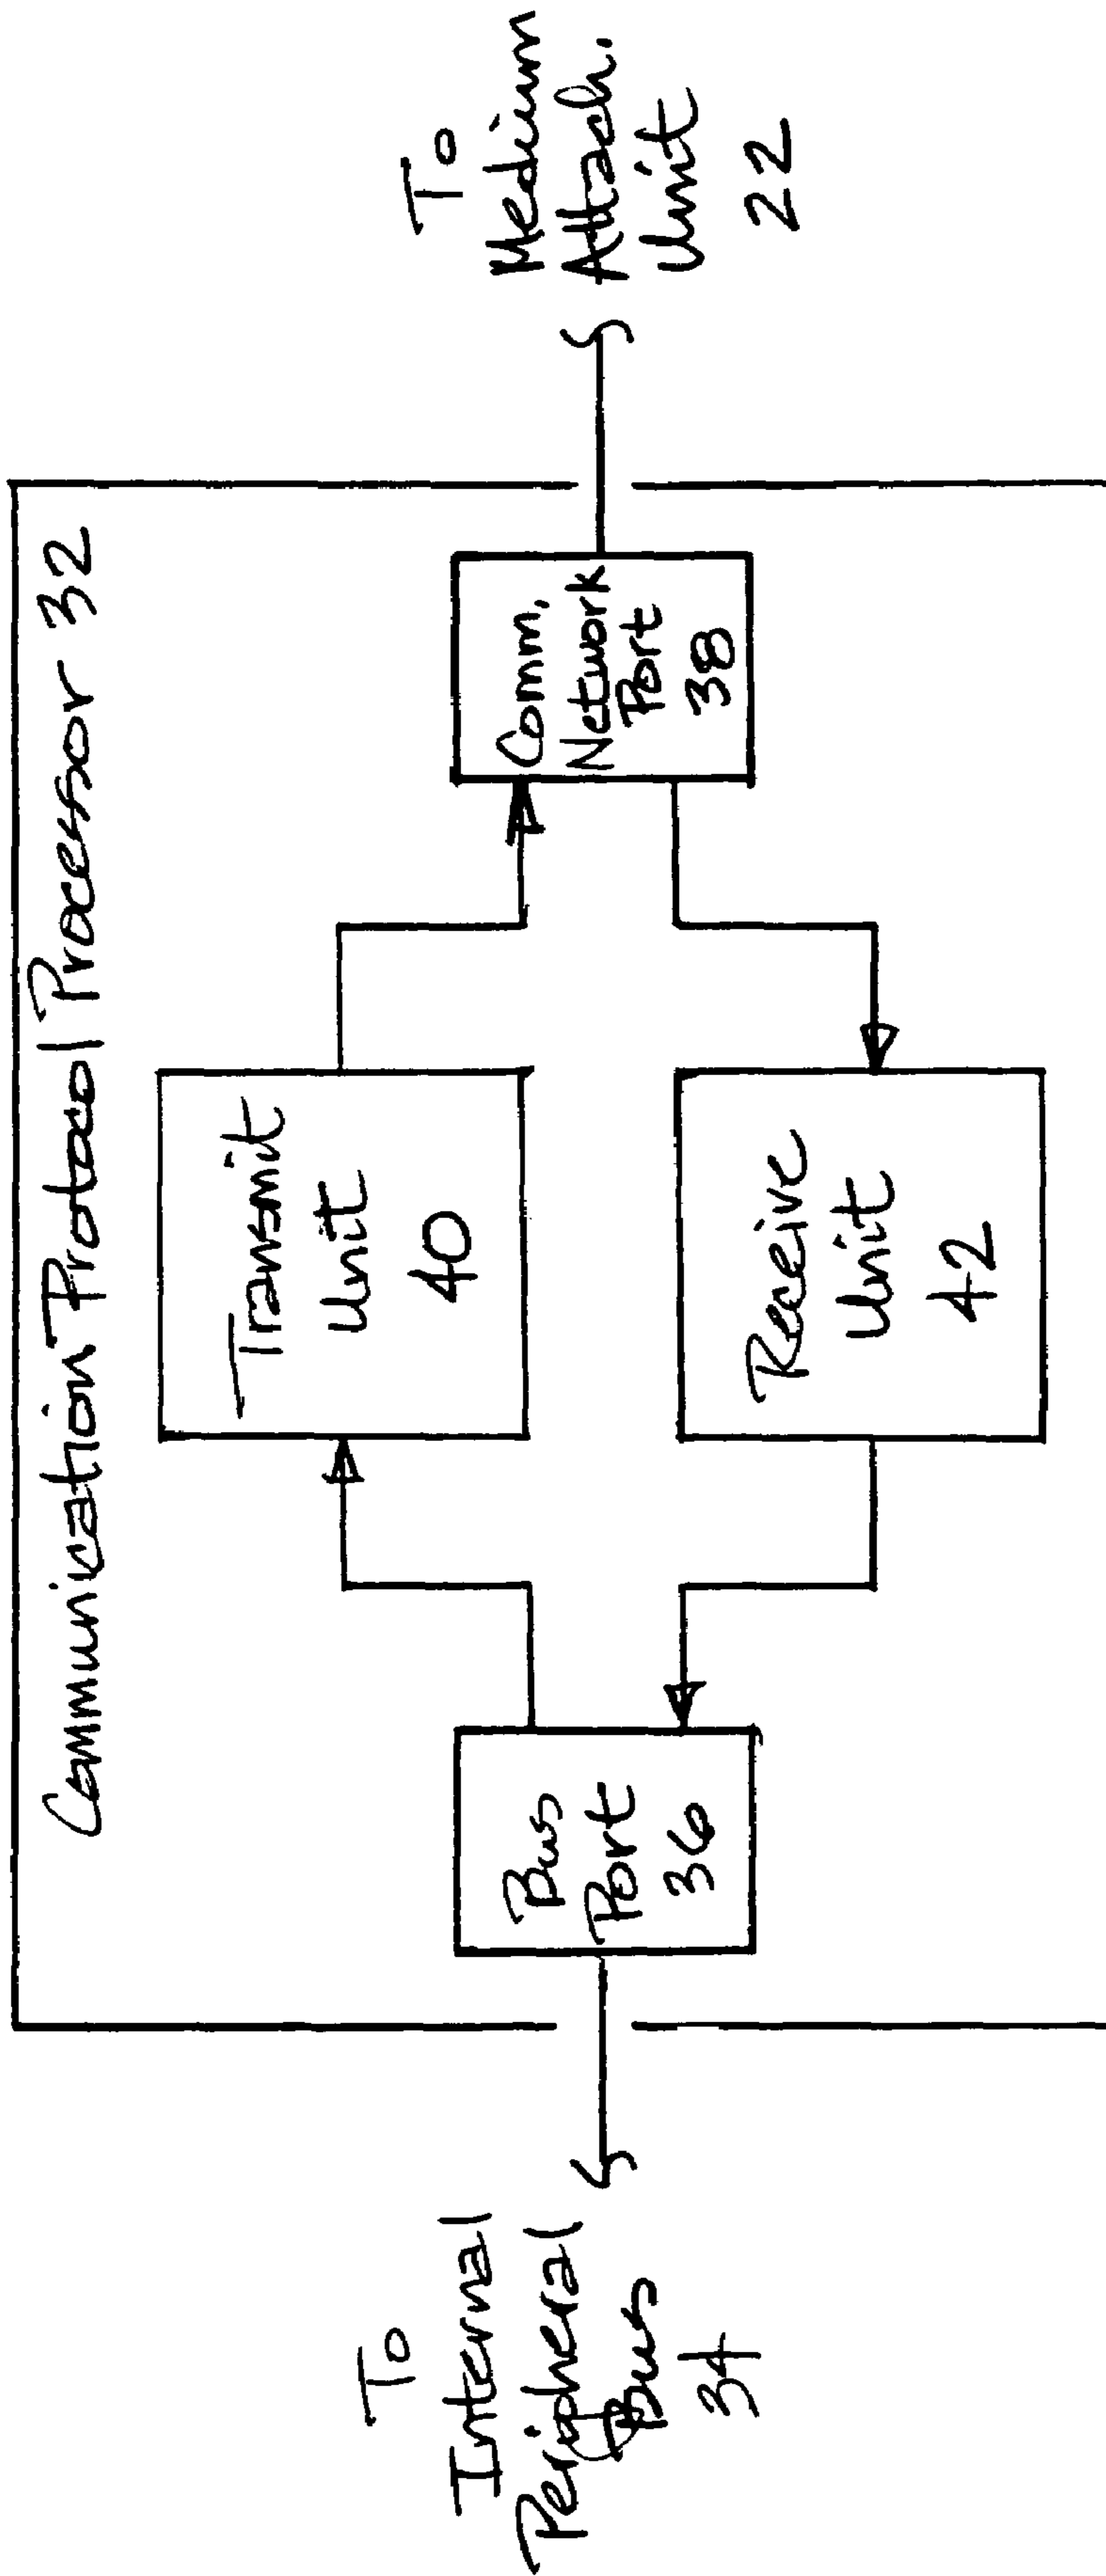 Communication Protocol Processor 32
To
Internal
Peripheral
Bus
34
Bus
Port
36
Transmit
Unit
40
Receive
Unit
42
Comm.
Network
Port
38
To
Medium
Attach.
Unit
22